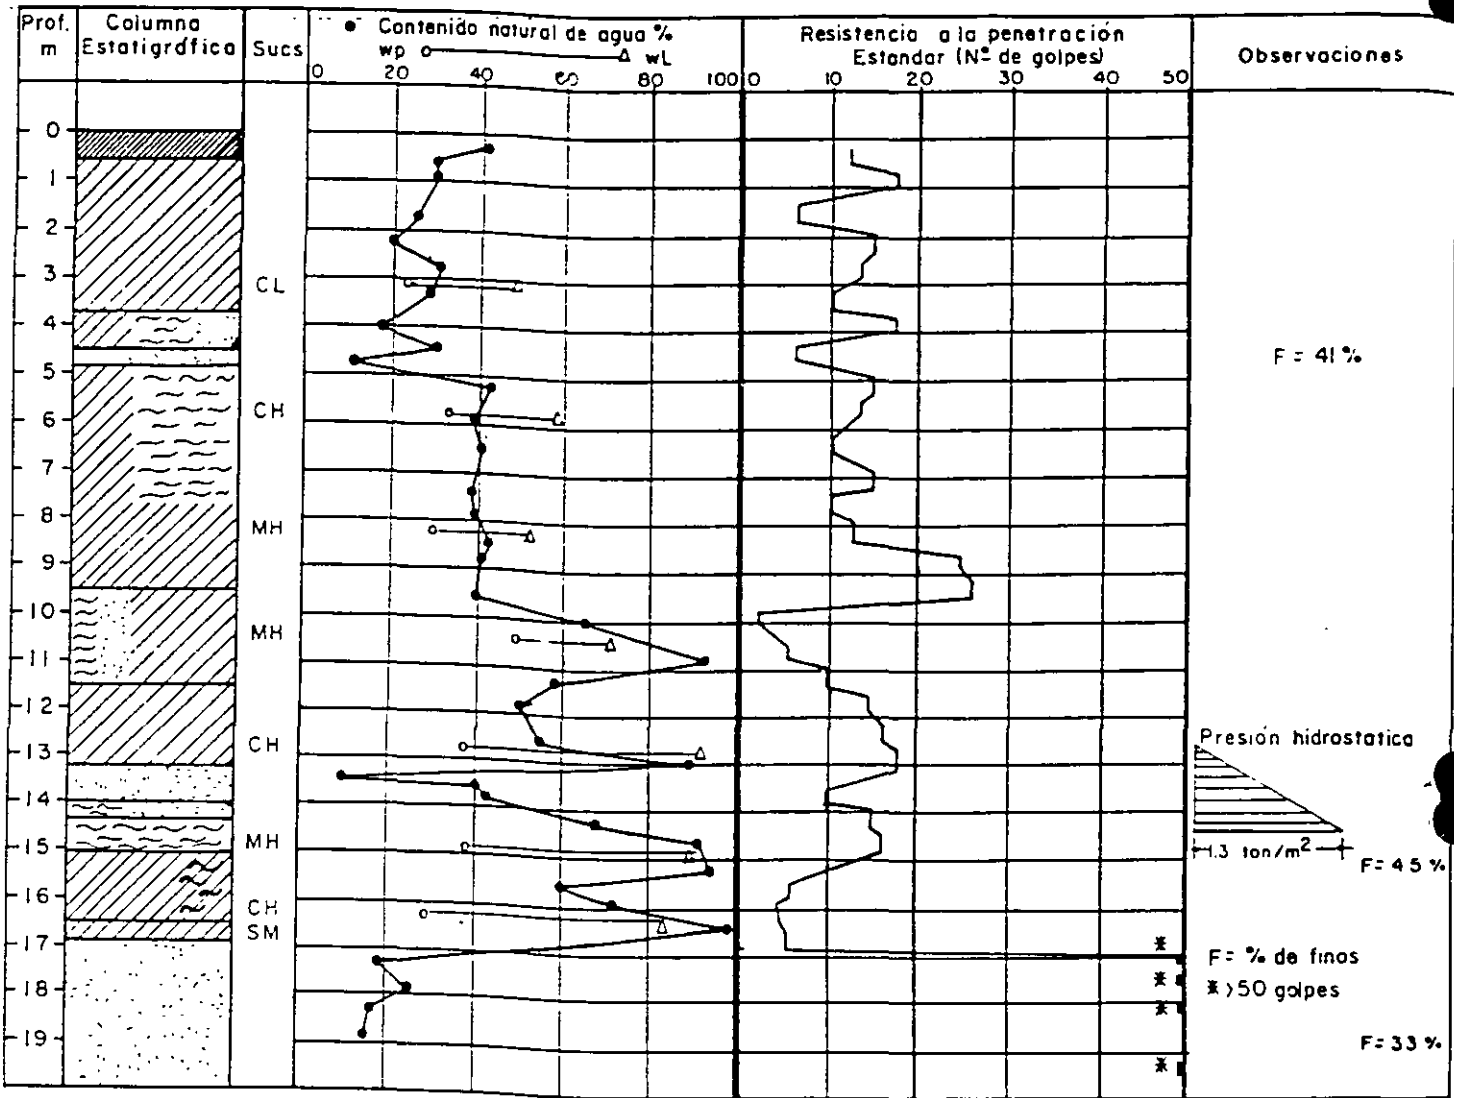 Prof. m
Columna Estatigráfica
Sucs
● Contenido natural de agua %
wp wL
0 20 40 60 80 100
Resistencia a la penetración
Estandar (Nº de golpes)
0 10 20 30 40 50
Observaciones
0
1
2
3
CL
4
F = 41 %
5
CH
6
7
8
MH
9
10
MH
11
12
CH
Presión hidrostatica
13
14
MH
15
1.3 ton/m²
F= 45 %
16
CH
SM
17
F= % de finos
18
* >50 golpes
19
F= 33 %